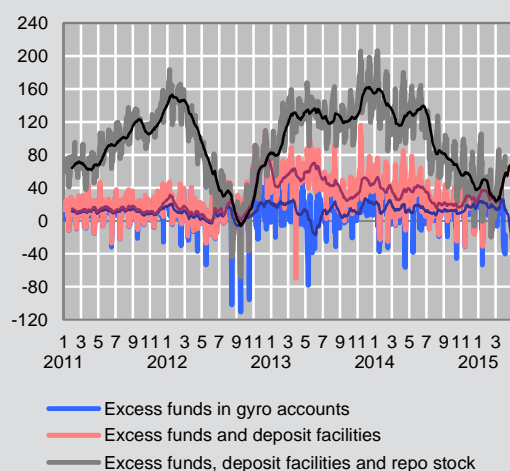 240
200
160
120
80
40
0
-40
-80
-120
1 3 5 7 9 11 1 3 5 7 9 11 1 3 5 7 9 11 1 3 5 7 9 11 1 3
2011 2012 2013 2014 2015
Excess funds in gyro accounts
Excess funds and deposit facilities
Excess funds, deposit facilities and repo stock